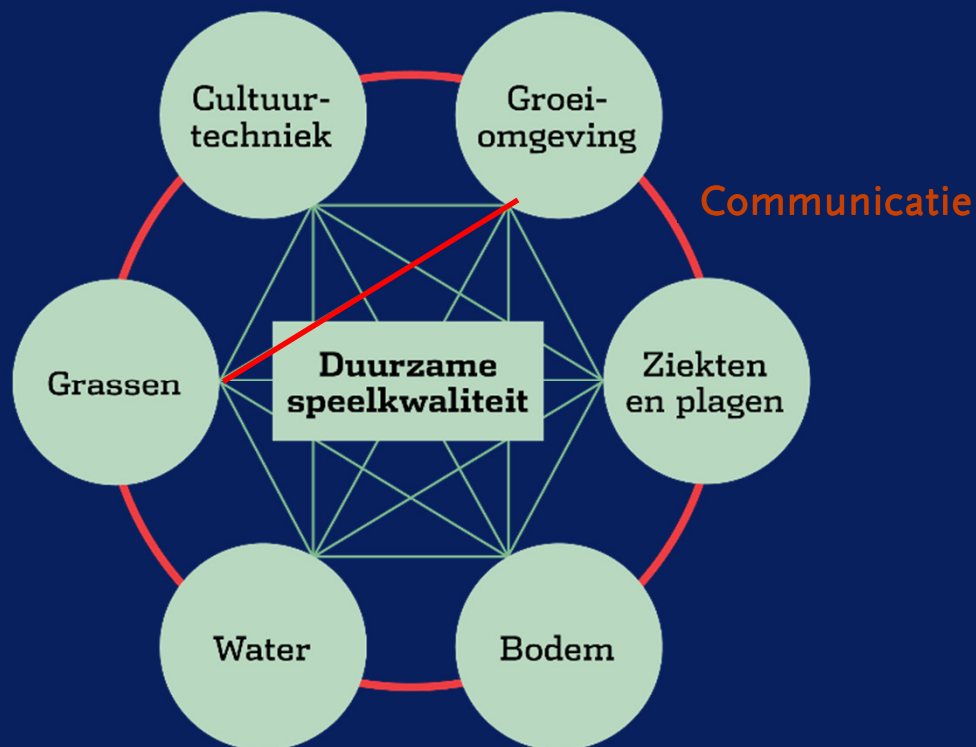 Cultuur-
techniek
Groei-
omgeving
Communicatie
Grassen
Duurzame
speelkwaliteit
Ziekten
en plagen
Water
Bodem